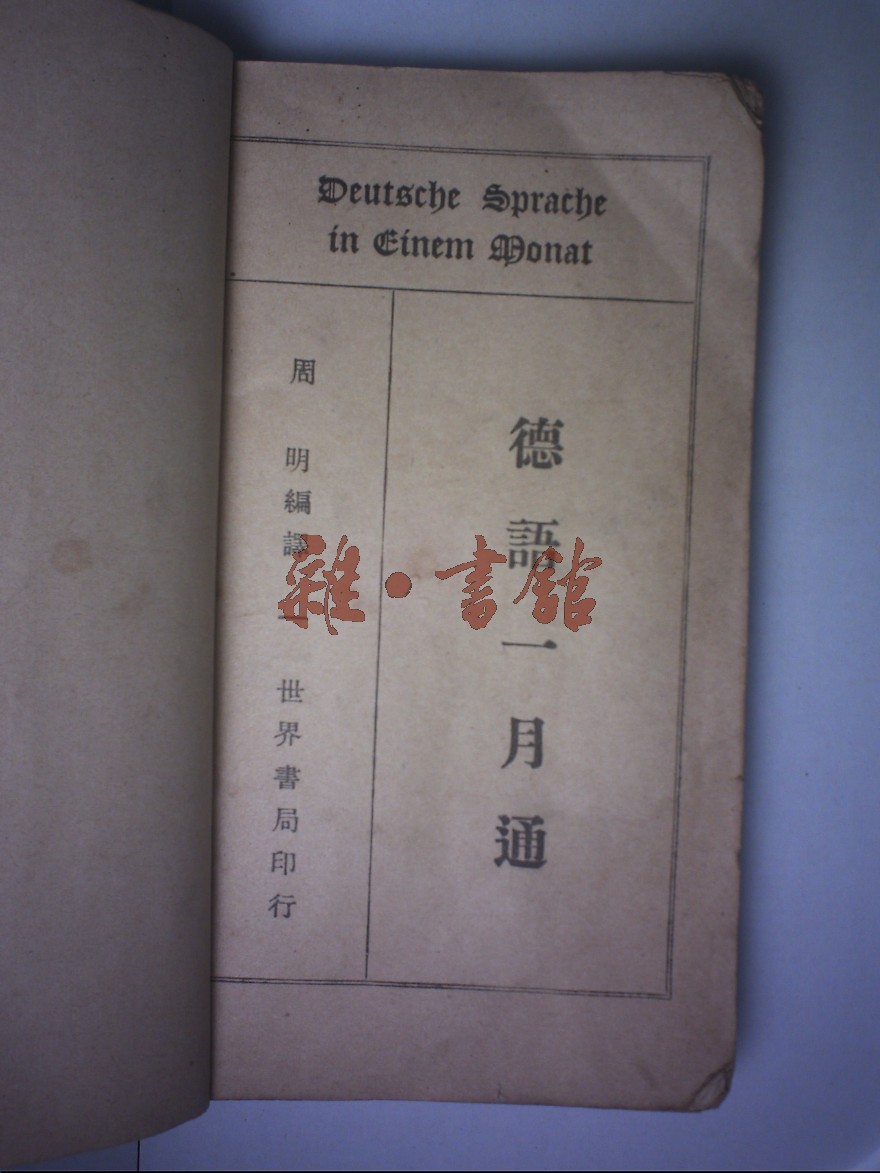 Deutsche Sprache
in Einem Monat
德語一月通
周明編譯
世界書局印行
雜·書館